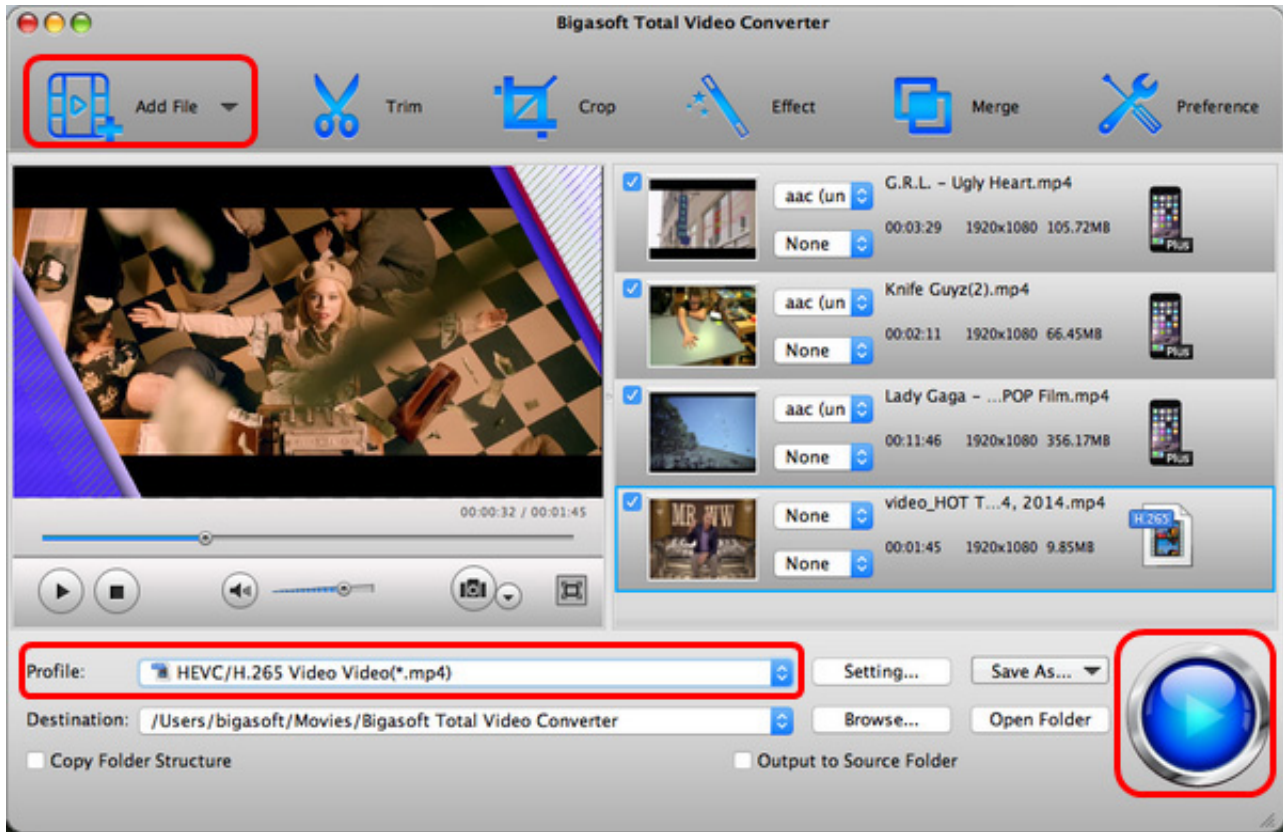 Bigasoft Total Video Converter
Add File
Trim
Crop
Effect
Merge
Preference
aac (un
G.R.L. – Ugly Heart.mp4
None
00:03:29 1920x1080 105.72MB
Plus
aac (un
Knife Guyz(2).mp4
None
00:02:11 1920x1080 66.45MB
Plus
aac (un
Lady Gaga – ...POP Film.mp4
None
00:11:46 1920x1080 356.17MB
Plus
MR WW
None
video_HOT T...4, 2014.mp4
H.265
None
00:01:45 1920x1080 9.85MB
00:00:32 / 00:01:45
Profile: HEVC/H.265 Video Video(*.mp4)
Setting...
Save As...
Destination: /Users/bigasoft/Movies/Bigasoft Total Video Converter
Browse...
Open Folder
Copy Folder Structure
Output to Source Folder